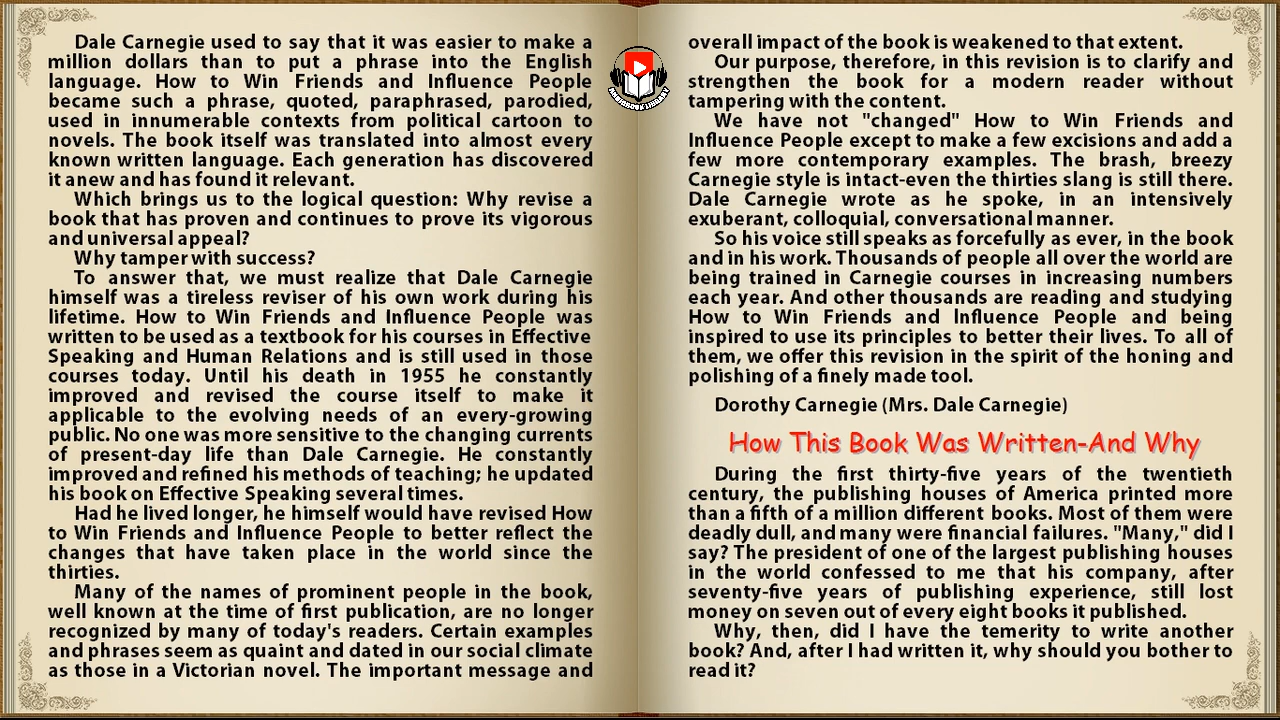 Dale Carnegie used to say that it was easier to make a
million dollars than to put a phrase into the English
language. How to Win Friends and Influence People
became such a phrase, quoted, paraphrased, parodied,
used in innumerable contexts from political cartoon to
novels. The book itself was translated into almost every
known written language. Each generation has discovered
it anew and has found it relevant.
Which brings us to the logical question: Why revise a
book that has proven and continues to prove its vigorous
and universal appeal?
Why tamper with success?
To answer that, we must realize that Dale Carnegie
himself was a tireless reviser of his own work during his
lifetime. How to Win Friends and Influence People was
written to be used as a textbook for his courses in Effective
Speaking and Human Relations and is still used in those
courses today. Until his death in 1955 he constantly
improved and revised the course itself to make it
applicable to the evolving needs of an every-growing
public. No one was more sensitive to the changing currents
of present-day life than Dale Carnegie. He constantly
improved and refined his methods of teaching; he updated
his book on Effective Speaking several times.
Had he lived longer, he himself would have revised How
to Win Friends and Influence People to better reflect the
changes that have taken place in the world since the
thirties.
Many of the names of prominent people in the book,
well known at the time of first publication, are no longer
recognized by many of today's readers. Certain examples
and phrases seem as quaint and dated in our social climate
as those in a Victorian novel. The important message and
overall impact of the book is weakened to that extent.
Our purpose, therefore, in this revision is to clarify and
strengthen the book for a modern reader without
tampering with the content.
We have not "changed" How to Win Friends and
Influence People except to make a few excisions and add a
few more contemporary examples. The brash, breezy
Carnegie style is intact-even the thirties slang is still there.
Dale Carnegie wrote as he spoke, in an intensively
exuberant, colloquial, conversational manner.
So his voice still speaks as forcefully as ever, in the book
and in his work. Thousands of people all over the world are
being trained in Carnegie courses in increasing numbers
each year. And other thousands are reading and studying
How to Win Friends and lnfluence People and being
inspired to use its principles to better their lives. To all of
them, we offer this revision in the spirit of the honing and
polishing of a finely made tool.
Dorothy Carnegie (Mrs. Dale Carnegie)
How This Book Was Written-And Why
During the first thirty-five years of the twentieth
century, the publishing houses of America printed more
than a fifth of a million different books. Most of them were
deadly dull, and many were financial failures. "Many," did I
say? The president of one of the largest publishing houses
in the world confessed to me that his company, after
seventy-five years of publishing experience, still lost
money on seven out of every eight books it published.
Why, then, did I have the temerity to write another
book? And, after I had written it, why should you bother to
read it?